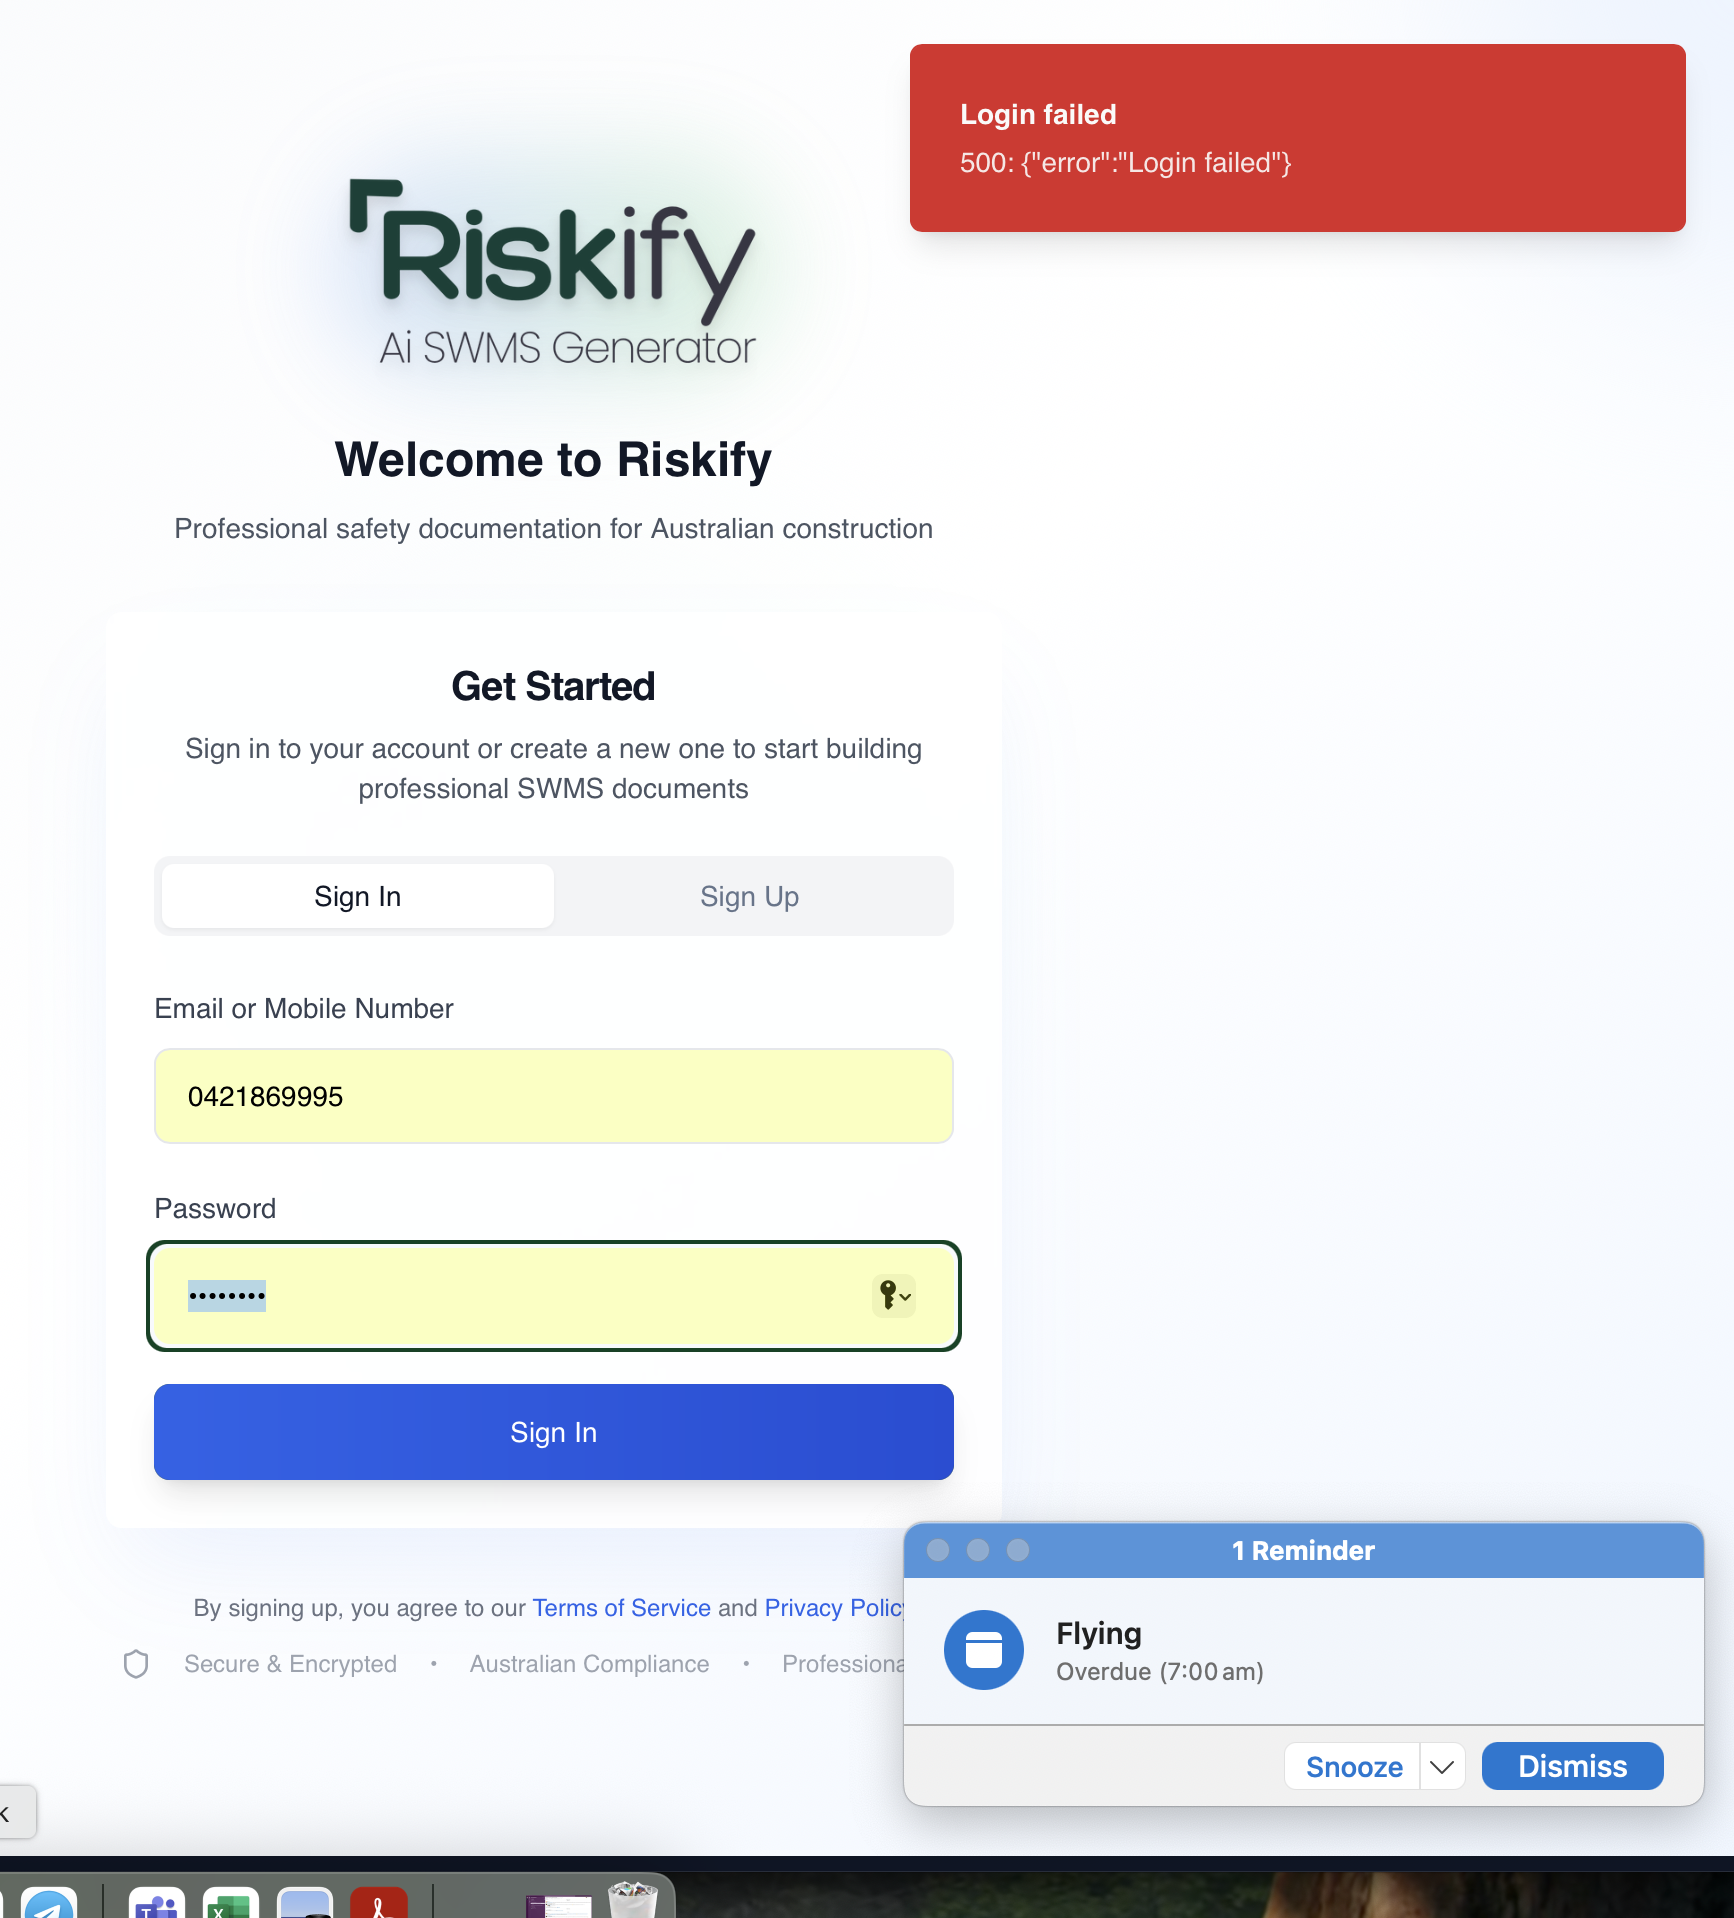 Login failed
500: {"error":"Login failed"}
Riskify
Ai SWMS Generator
Welcome to Riskify
Professional safety documentation for Australian construction
Get Started
Sign in to your account or create a new one to start building
professional SWMS documents
Sign In
Sign Up
Email or Mobile Number
0421869995
Password
Sign In
By signing up, you agree to our Terms of Service and Privacy Policy
Secure & Encrypted • Australian Compliance • Professiona
1 Reminder
Flying
Overdue (7:00 am)
Snooze
Dismiss
k
T
X